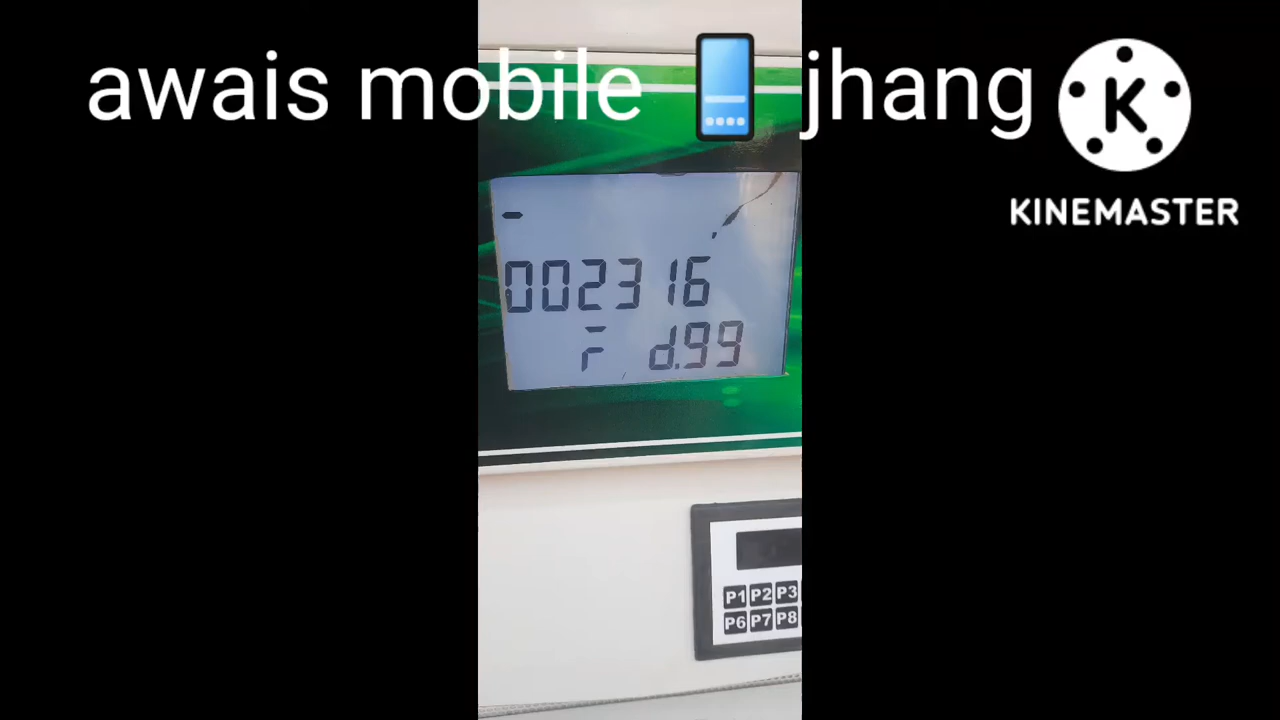 awais mobile 📱 jhang
KINEMASTER
-
002316
r̄ d.99
P1 P2 P3
P6 P7 P8